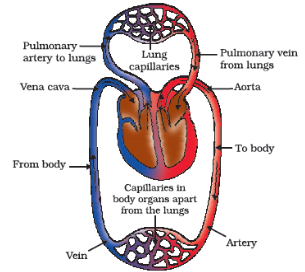 Pulmonary
artery to lungs
Lung
capillaries
Pulmonary vein
from lungs
Vena cava
Aorta
From body
To body
Capillaries in
body organs apart
from the lungs
Vein
Artery